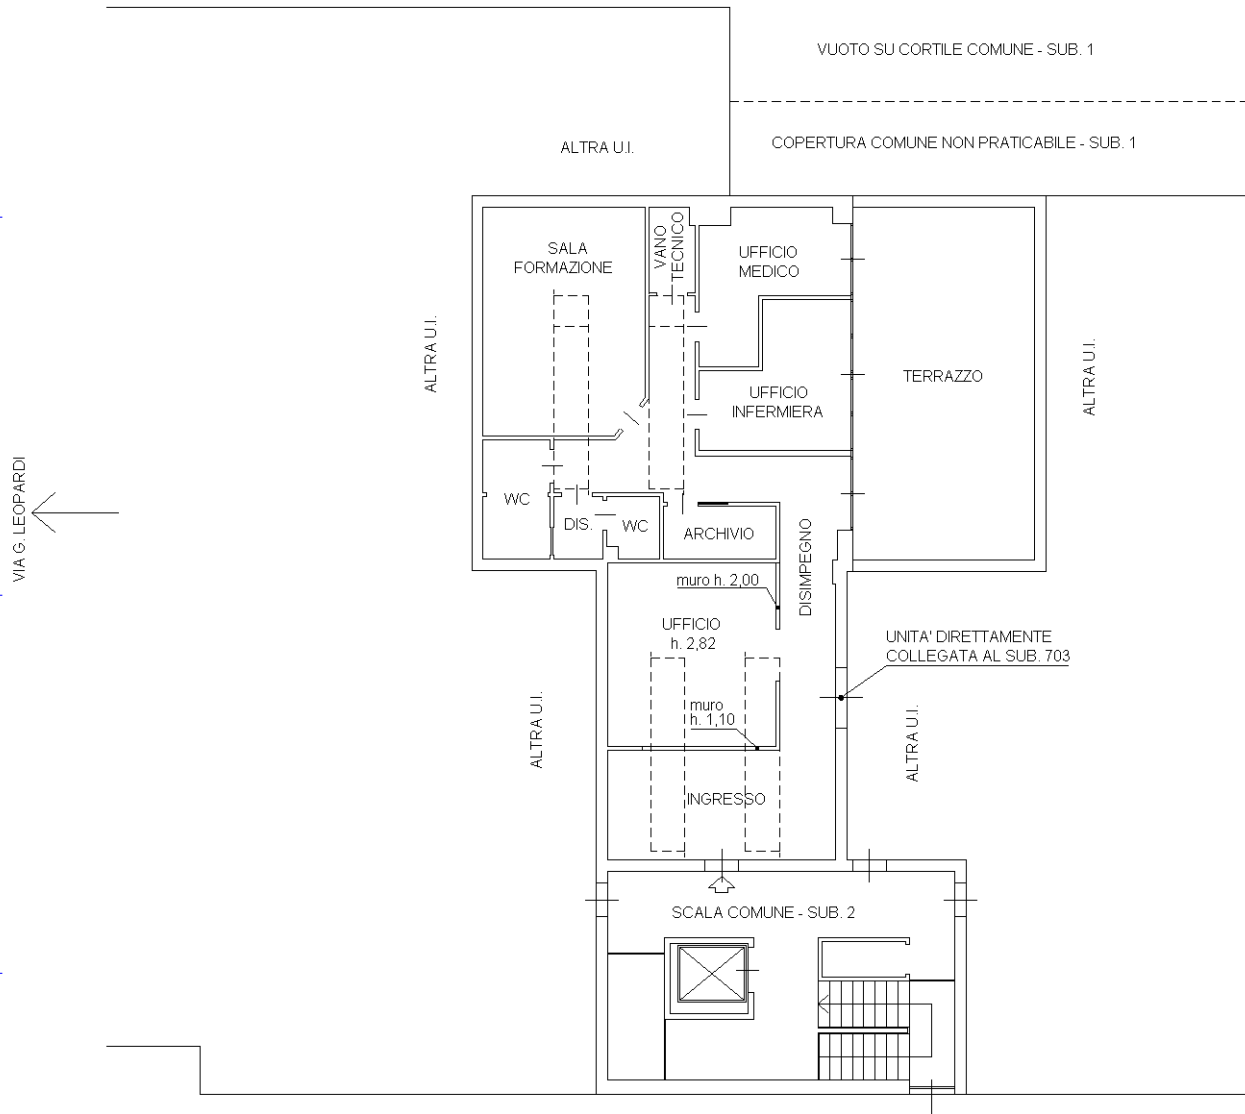 VUOTO SU CORTILE COMUNE - SUB. 1
COPERTURA COMUNE NON PRATICABILE - SUB. 1
ALTRA U.I.
SALA
FORMAZIONE
VANO
TECNICO
UFFICIO
MEDICO
ALTRA U.I.
UFFICIO
INFERMIERA
TERRAZZO
ALTRA U.I.
VIA G. LEOPARDI
WC
DIS.
WC
ARCHIVIO
DISIMPEGNO
muro h. 2,00
UFFICIO
h. 2,82
UNITA' DIRETTAMENTE
COLLEGATA AL SUB. 703
ALTRA U.I.
muro
h. 1,10
ALTRA U.I.
INGRESSO
SCALA COMUNE - SUB. 2